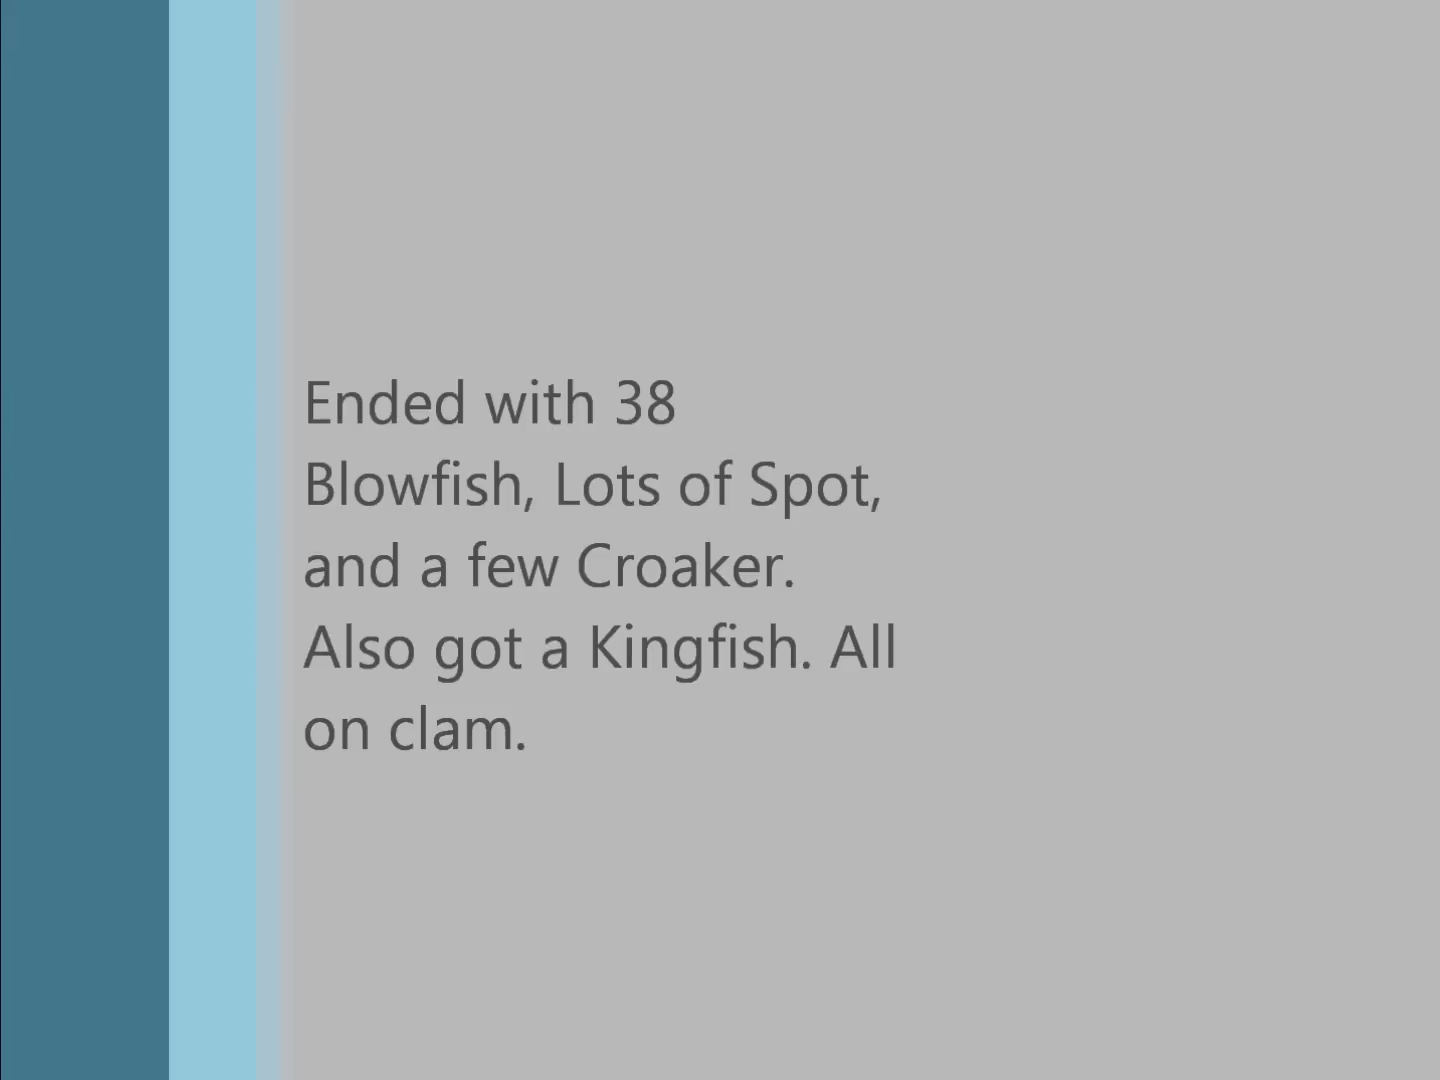 Ended with 38
Blowfish, Lots of Spot,
and a few Croaker.
Also got a Kingfish. All
on clam.